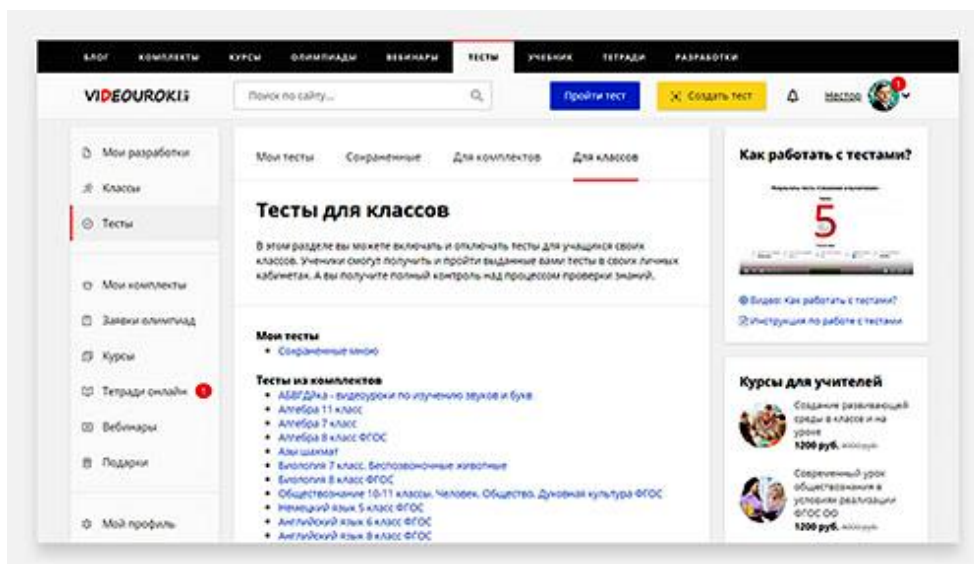 БЛОГ КОМПЛЕКТЫ КУРСЫ ОЛИМПИАДЫ ВЕБИНАРЫ ТЕСТЫ УЧЕБНИК ТЕТРАДИ РАЗРАБОТКИ
VIDEOUROKI
Поиск по сайту...
Пройти тест
Создать тест
Нестор
1
Мои разработки
Классы
Тесты
Мои комплекты
Заявки олимпиад
Курсы
Тетради онлайн 1
Вебинары
Подарки
Мой профиль
Мои тесты Сохраненные Для комплектов Для классов
Тесты для классов
В этом разделе вы можете включать и отключать тесты для учащихся своих
классов. Ученики смогут получить и пройти выданные вами тесты в своих личных
кабинетах. А вы получите полный контроль над процессом проверки знаний.
Мои тесты
Сохраненные мною
Тесты из комплектов
АБВГДйка - видеоуроки по изучению звуков и букв
Алгебра 11 класс
Алгебра 7 класс
Алгебра 8 класс ФГОС
Азы шахмат
Биология 7 класс. Беспозвоночные животные
Биология 8 класс ФГОС
Обществознание 10-11 классы. Человек. Общество. Духовная культура ФГОС
Немецкий язык 5 класс ФГОС
Английский язык 6 класс ФГОС
Английский язык 8 класс ФГОС
Как работать с тестами?
5
Видео: Как работать с тестами?
Инструкция по работе с тестами
Курсы для учителей
Создание развивающей
среды в классе и на
уроке
1200 руб.
Современный урок
обществознания в
условиях реализации
ФГОС ОО
1200 руб.